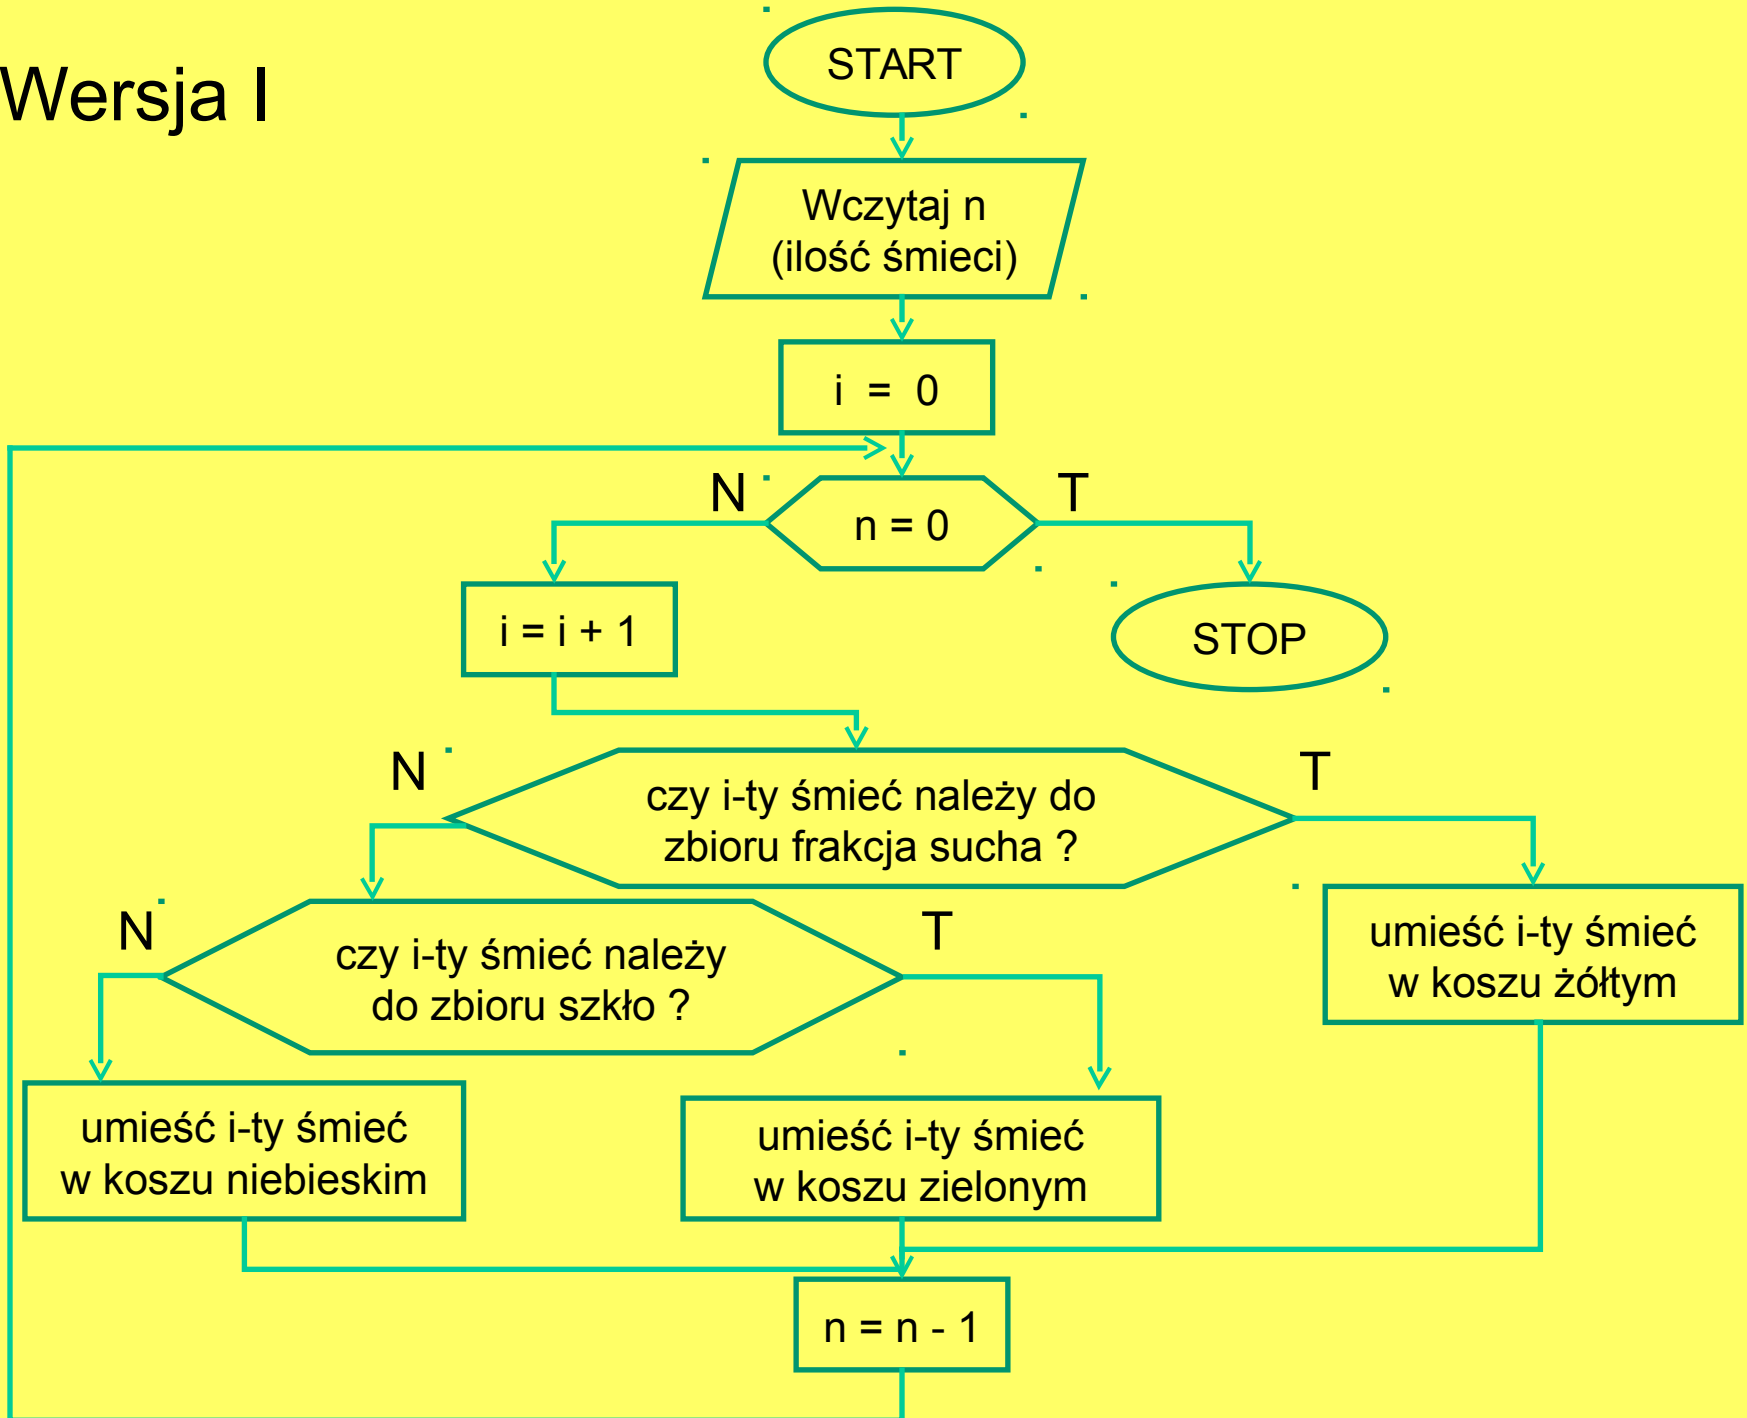 Wersja I
START
Wczytaj n
(ilość śmieci)
i = 0
N
T
n = 0
i = i + 1
STOP
N
T
czy i-ty śmieć należy do
zbioru frakcja sucha ?
N
T
czy i-ty śmieć należy
do zbioru szkło ?
umieść i-ty śmieć
w koszu żółtym
umieść i-ty śmieć
w koszu niebieskim
umieść i-ty śmieć
w koszu zielonym
n = n - 1